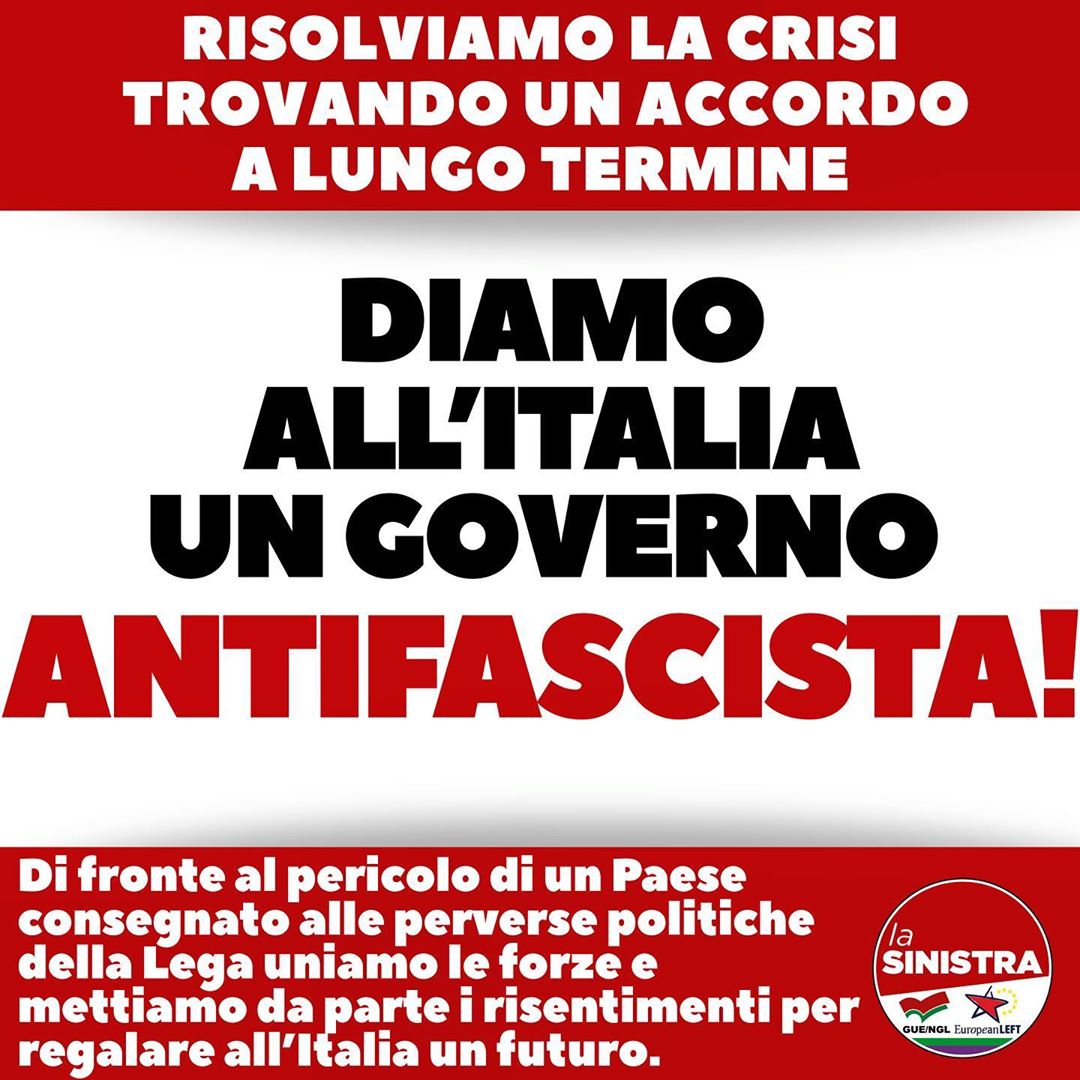 RISOLVIAMO LA CRISI
TROVANDO UN ACCORDO
A LUNGO TERMINE
DIAMO
ALL'ITALIA
UN GOVERNO
ANTIFASCISTA!
Di fronte al pericolo di un Paese
consegnato alle perverse politiche
della Lega uniamo le forze e
mettiamo da parte i risentimenti per
regalare all'Italia un futuro.
la
SINISTRA
GUE/NGL EuropeanLEFT